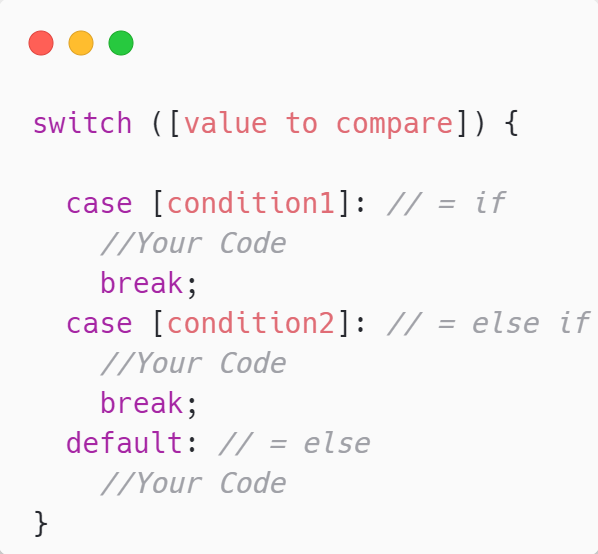 switch ([value to compare]) {
case [condition1]: // = if
//Your Code
break;
case [condition2]: // = else if
//Your Code
break;
default: // = else
//Your Code
}